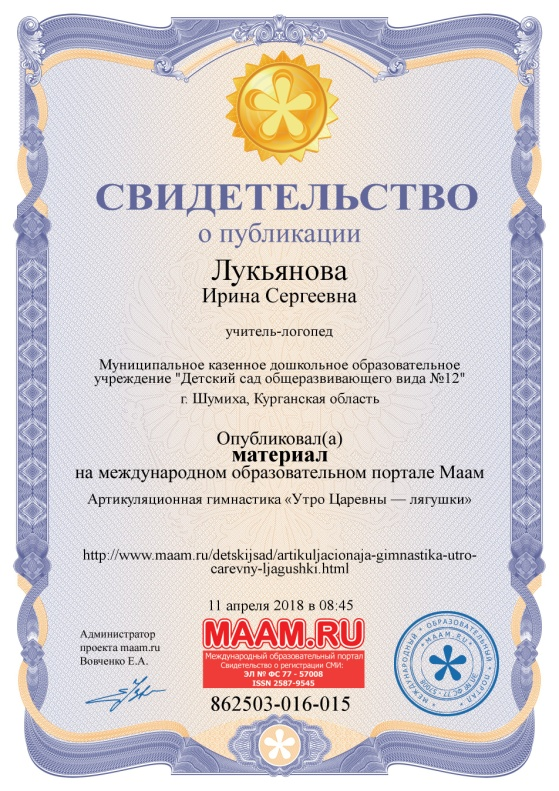 СВИДЕТЕЛЬСТВО
о публикации
Лукьянова
Ирина Сергеевна
учитель-логопед
Муниципальное казенное дошкольное образовательное
учреждение "Детский сад общеразвивающего вида №12"
г. Шумиха, Курганская область
Опубликовал(а)
материал
на международном образовательном портале Маам
Артикуляционная гимнастика «Утро Царевны — лягушки»
http://www.maam.ru/detskijsad/artikuljacionaja-gimnastika-utro-
carevny-ljagushki.html
11 апреля 2018 в 08:45
Администратор
проекта maam.ru
Вовченко Е.А.
MAAM.RU
Международный образовательный портал
Свидетельство о регистрации СМИ:
ЭЛ № ФС 77 - 57008
ISSN 2587-9545
862503-016-015
МЕЖДУНАРОДНЫЙ ОБРАЗОВАТЕЛЬНЫЙ ПОРТАЛ
MAAM.RU